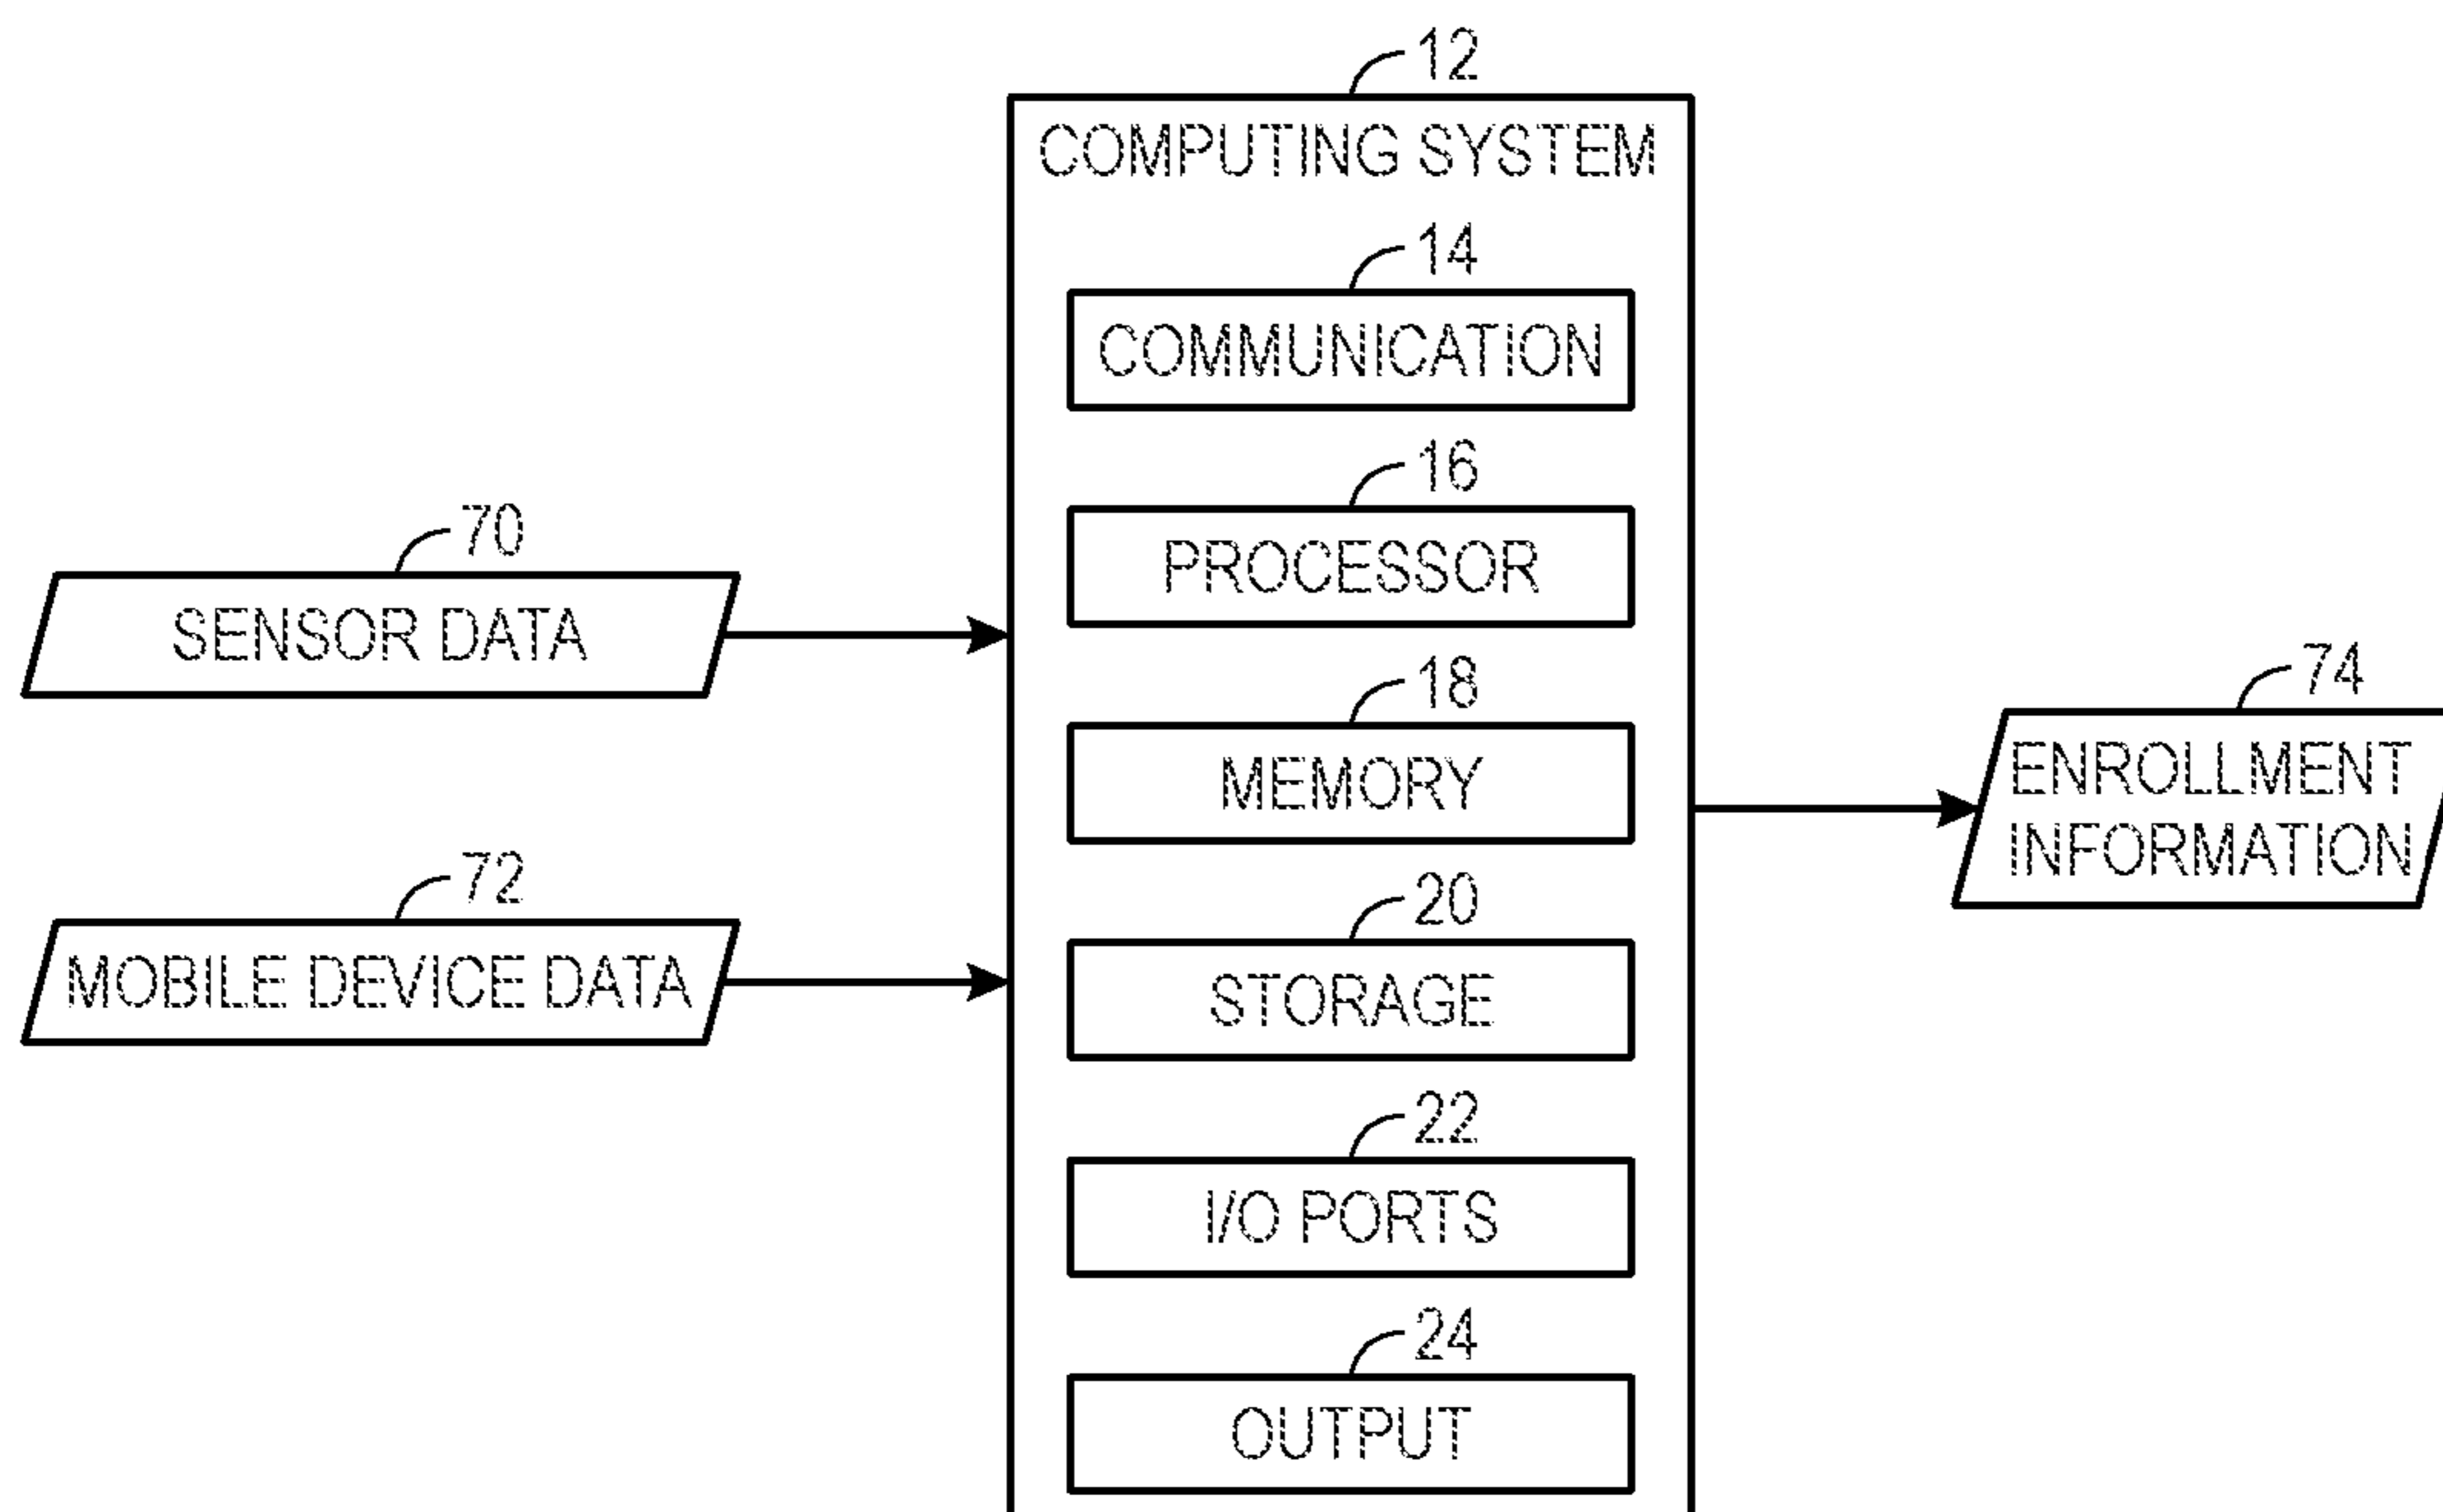 12
COMPUTING SYSTEM
14
COMMUNICATION
16
PROCESSOR
70
SENSOR DATA
18
MEMORY
74
ENROLLMENT
INFORMATION
72
MOBILE DEVICE DATA
20
STORAGE
22
I/O PORTS
24
OUTPUT